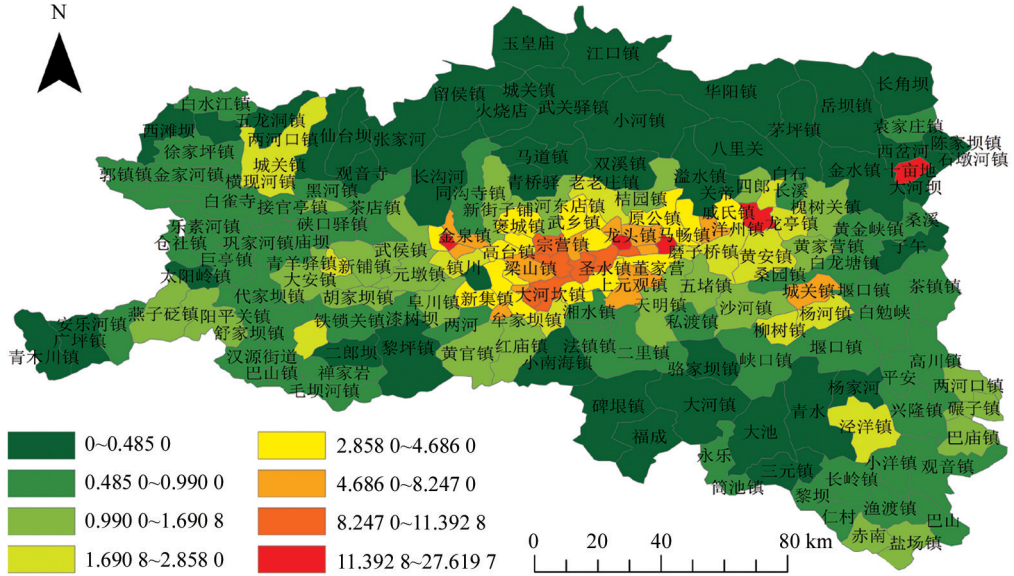 N
玉皇庙
江口镇
留侯镇
城关镇
火烧店
武关驿镇
小河镇
华阳镇
长角坝
岳坝镇
茅坪镇
袁家庄镇
陈家坝镇
西岔河
石墩河镇
十亩地
大河坝
金水镇
八里关
白水江镇
五龙洞镇
西滩坝
两河口镇
仙台坝
张家河
徐家坪镇
城关镇
郭镇镇
金家河镇
横现河镇
观音寺
长沟河
马道镇
双溪镇
溢水镇
白石
黑河镇
同沟寺镇
青桥驿
老老庄镇
关帝
四郎
长溪
白雀寺
接官亭镇
茶店镇
新街子铺
河东店镇
桔园镇
槐树关镇
乐素河镇
碾口驿镇
褒城镇
武乡镇
原公镇
戚氏镇
龙亭镇
黄金峡镇
桑溪
仓社镇
巩家河镇
庙坝
武侯镇
金泉镇
高台镇
宗营镇
龙头镇
马畅镇
洋州镇
黄家营镇
子午
巨亭镇
青羊驿镇
新铺镇
元墩镇
镇川
梁山镇
圣水镇
董家营
磨子桥镇
黄安镇
白龙塘镇
太阳岭镇
大安镇
桑园镇
代家坝镇
胡家坝镇
阜川镇
新集镇
大河坎镇
上元观镇
五堵镇
城关镇
堰口镇
茶镇镇
燕子砭镇
阳平关镇
铁锁关镇
漆树坝
两河
牟家坝镇
湘水镇
天明镇
沙河镇
杨河镇
白勉峡
安乐河镇
舒家坝镇
私渡镇
柳树镇
广坪镇
汉源街道
二郎坝
黎坪镇
黄官镇
红庙镇
法镇镇
二里镇
堰口镇
青木川镇
巴山镇
禅家岩
小南海镇
骆家坝镇
峡口镇
高川镇
毛坝河镇
杨家河
平安
两河口镇
碑坝镇
大河镇
青水
泾洋镇
兴隆镇
碾子镇
福成
大池
巴庙镇
永乐
小洋镇
观音镇
三元镇
长岭镇
简池镇
黎坝
渔渡镇
仁村
巴山
赤南
盐场镇
0~0.485 0
0.485 0~0.990 0
0.990 0~1.690 8
1.690 8~2.858 0
2.858 0~4.686 0
4.686 0~8.247 0
8.247 0~11.392 8
11.392 8~27.619 7
0 20 40 80 km